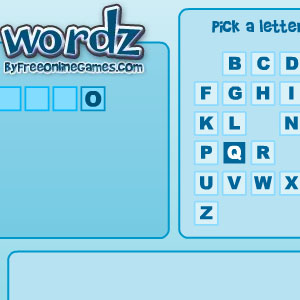 wordz
ByFreeonlineGames.com
O
Pick a letter
B C D
F G H I
K L N
P Q R
U V W X
Z